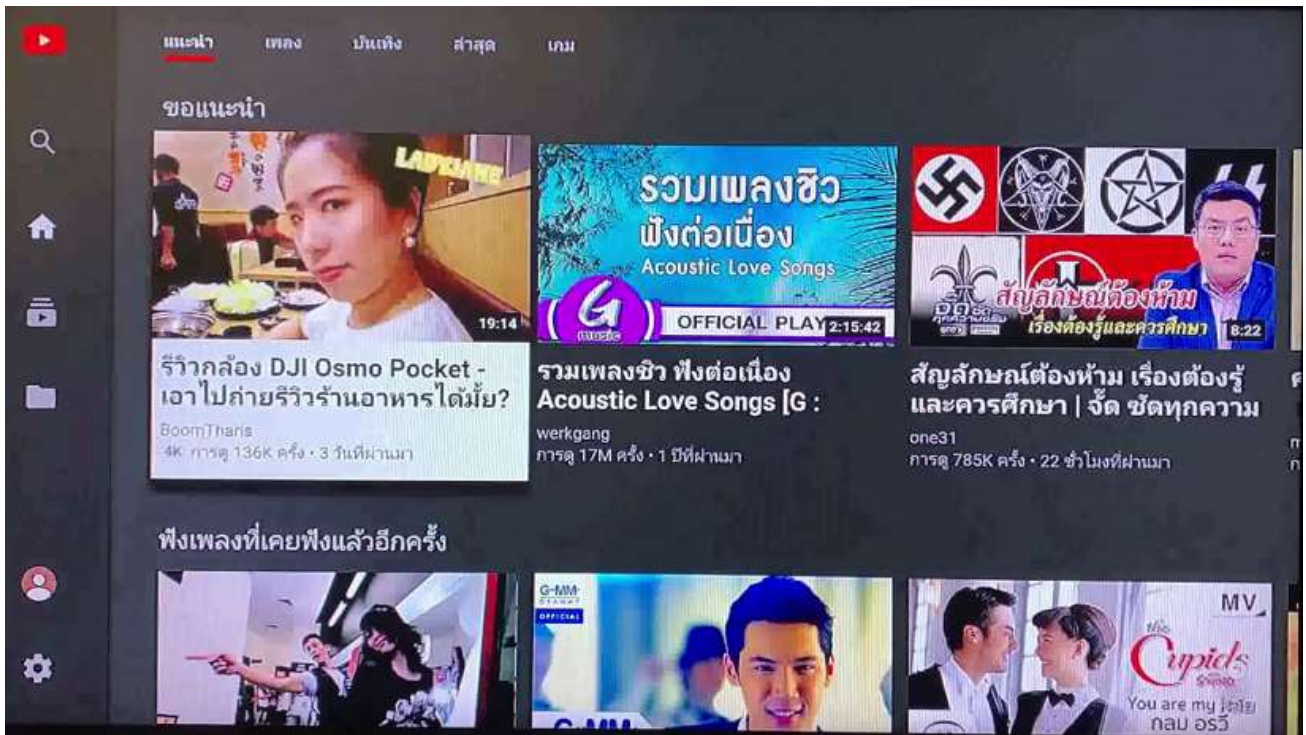 แนะนำ
เพลง
บันเทิง
ล่าสุด
เกม
ขอแนะนำ
LADYJANE
19:14
รวมเพลงชิว
ฟังต่อเนื่อง
Acoustic Love Songs
G
music
OFFICIAL PLAY
2:15:42
สัญลักษณ์ต้องห้าม
เรื่องต้องรู้และควรศึกษา
8:22
รีวิวกล้อง DJI Osmo Pocket -
เอาไปถ่ายรีวิวร้านอาหารได้มั้ย?
BoomTharis
4K การดู 136K ครั้ง • 3 วันที่ผ่านมา
รวมเพลงชิว ฟังต่อเนื่อง
Acoustic Love Songs [G :
werkgang
การดู 17M ครั้ง • 1 ปีที่ผ่านมา
สัญลักษณ์ต้องห้าม เรื่องต้องรู้
และควรศึกษา | จั๊ด ซัดทุกความ
one31
การดู 785K ครั้ง • 22 ชั่วโมงที่ผ่านมา
ฟังเพลงที่เคยฟังแล้วอีกครั้ง
G-MM-
GRAMMY
OFFICIAL
G-MM-
MV
the
Cupids
You are my
กลม อรวี